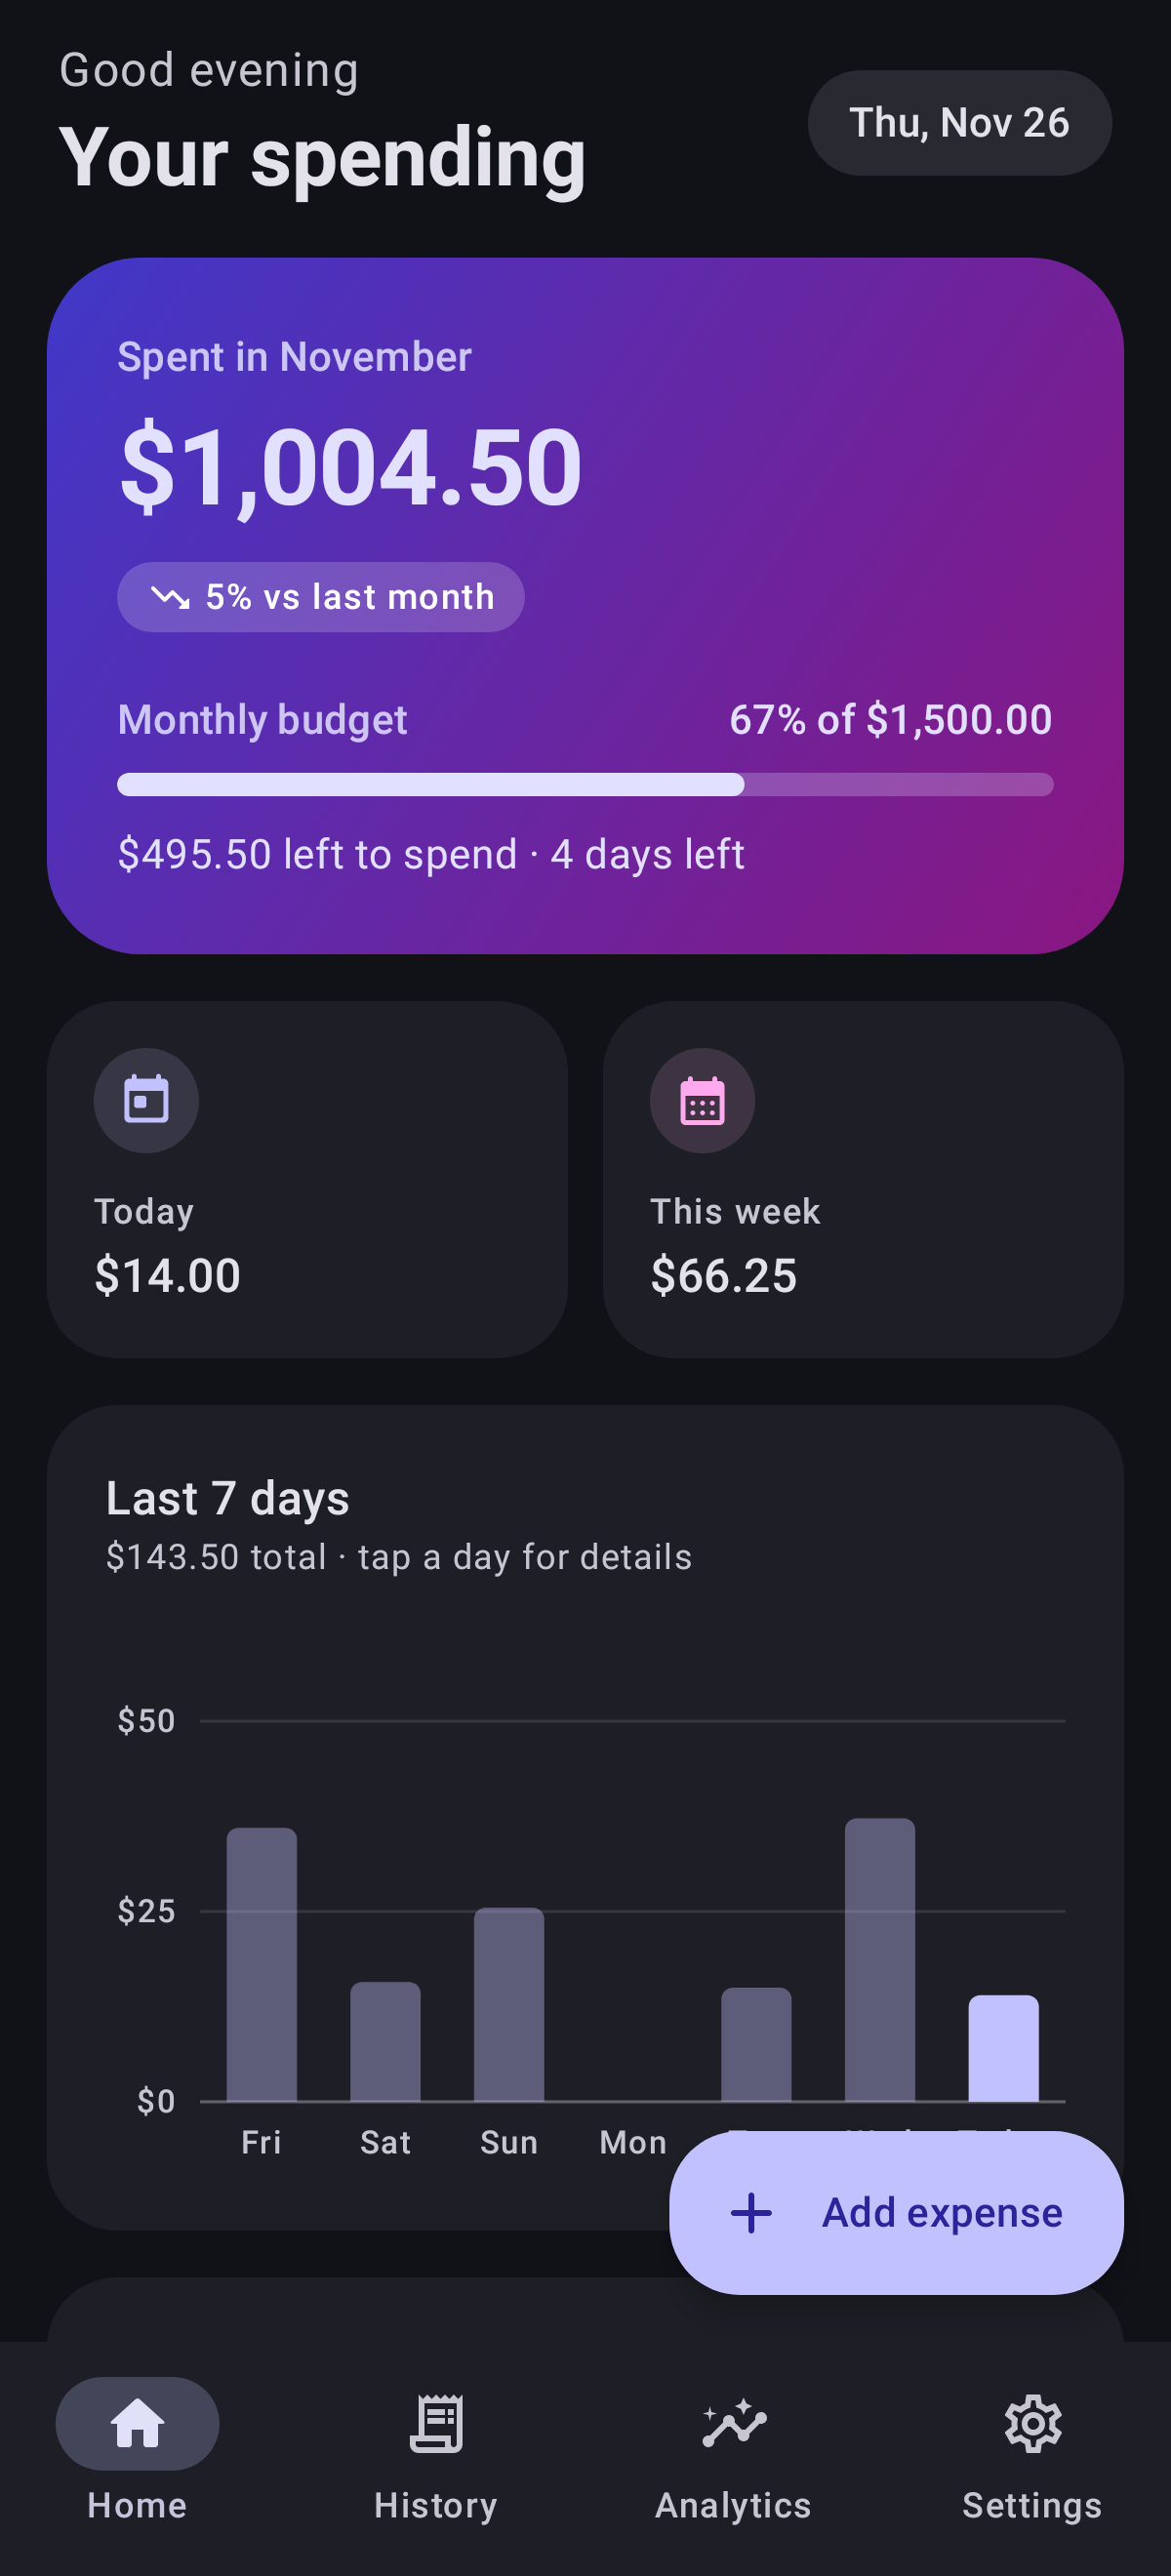 Good evening
Your spending
Thu, Nov 26
Spent in November
$1,004.50
5% vs last month
Monthly budget
67% of $1,500.00
$495.50 left to spend · 4 days left
Today
$14.00
This week
$66.25
Last 7 days
$143.50 total · tap a day for details
$50
$25
$0
Fri Sat Sun Mon
Add expense
Home History Analytics Settings